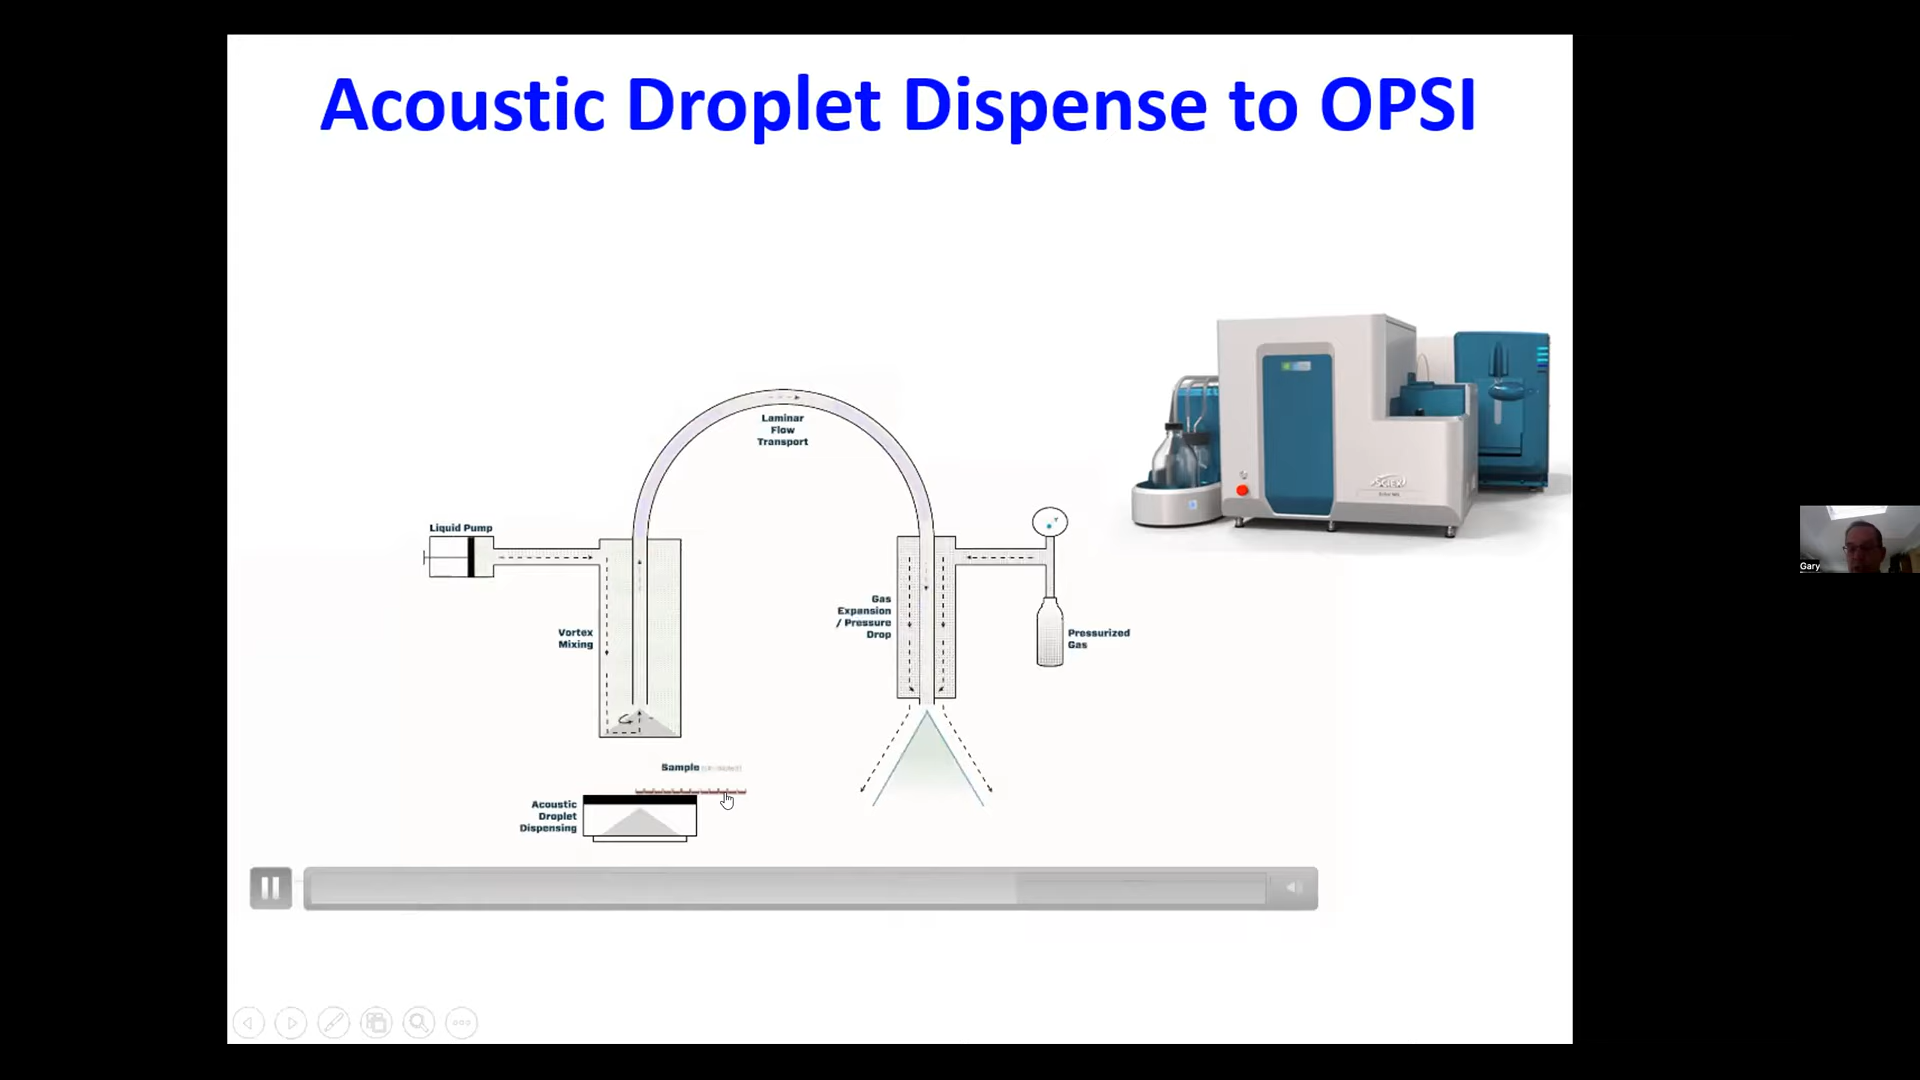 Acoustic Droplet Dispense to OPSI
Laminar
Flow
Transport
Liquid Pump
Vortex
Mixing
Gas
Expansion
/ Pressure
Drop
Pressurized
Gas
Sample
Acoustic
Droplet
Dispensing
SCIEX
Gary